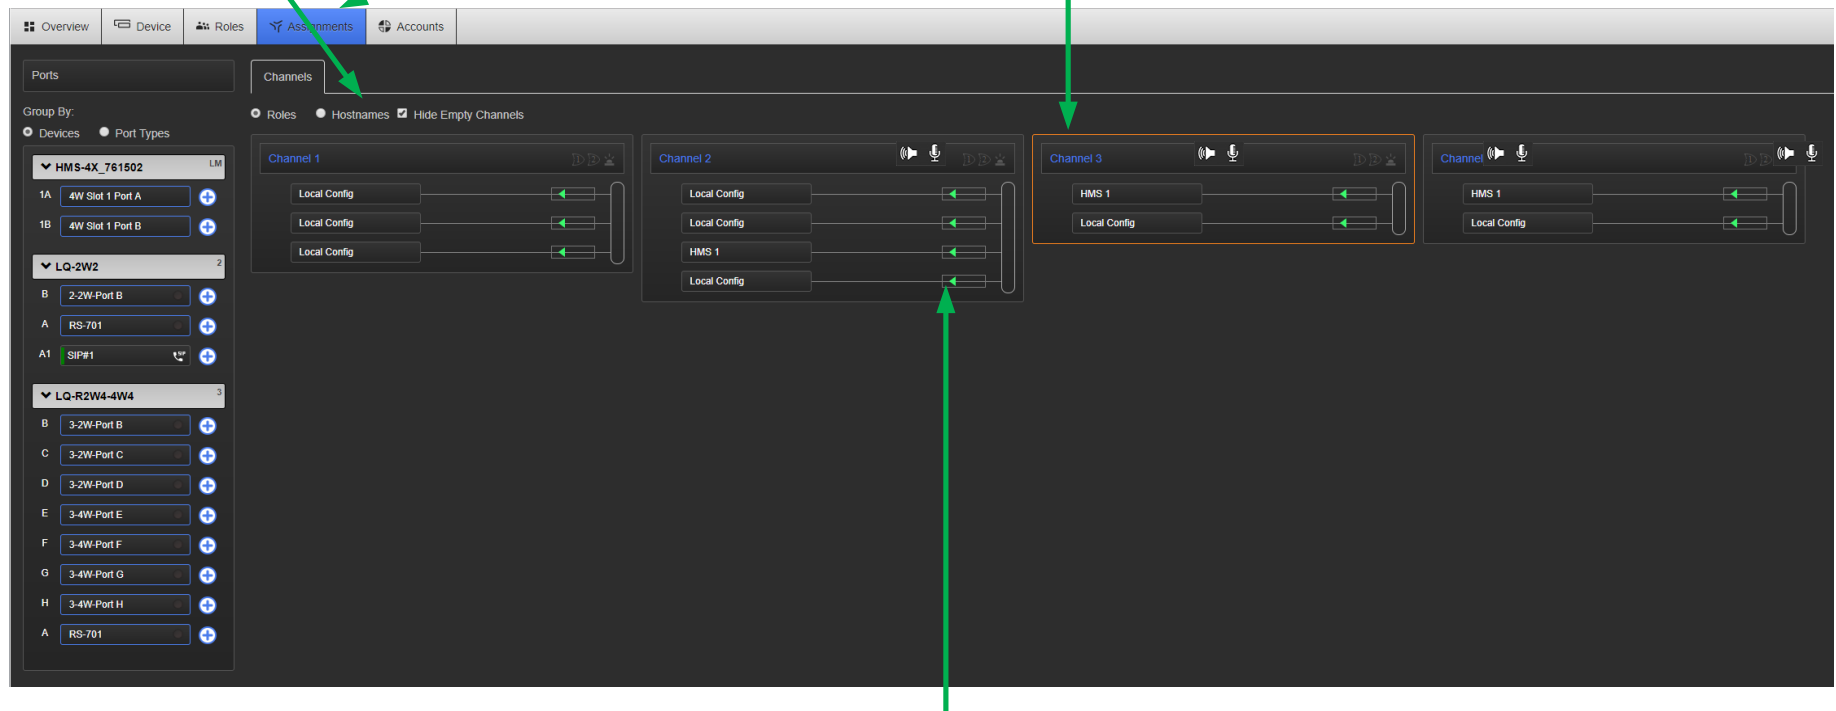 Overview Device Roles Assignments Accounts
Ports
Group By:
Devices Port Types
HMS-4X_761502 LM
1A 4W Slot 1 Port A
1B 4W Slot 1 Port B
LQ-2W2 2
B 2-2W-Port B
A RS-701
A1 SIP#1 SIP
LQ-R2W4-4W4 3
B 3-2W-Port B
C 3-2W-Port C
D 3-2W-Port D
E 3-4W-Port E
F 3-4W-Port F
G 3-4W-Port G
H 3-4W-Port H
A RS-701
Channels
Roles Hostnames Hide Empty Channels
Channel 1
Local Config
Local Config
Local Config
Channel 2
Local Config
Local Config
HMS 1
Local Config
Channel 3
HMS 1
Local Config
Channel
HMS 1
Local Config